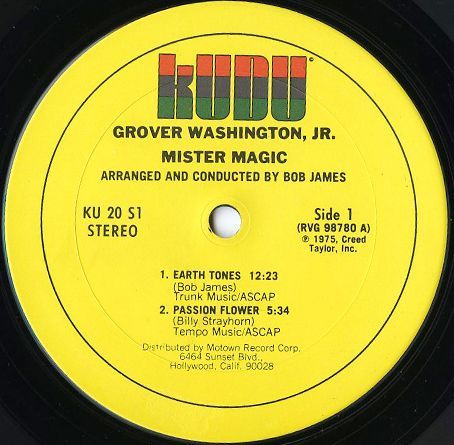 KUDU
GROVER WASHINGTON, JR.
MISTER MAGIC
ARRANGED AND CONDUCTED BY BOB JAMES
KU 20 S1
STEREO
Side 1
(RVG 98780 A)
℗ 1975, Creed
Taylor, Inc.
1. EARTH TONES 12:23
(Bob James)
Trunk Music/ASCAP
2. PASSION FLOWER 5:34
(Billy Strayhorn)
Tempo Music/ASCAP
Distributed by Motown Record Corp.
6464 Sunset Blvd.,
Hollywood, Calif. 90028